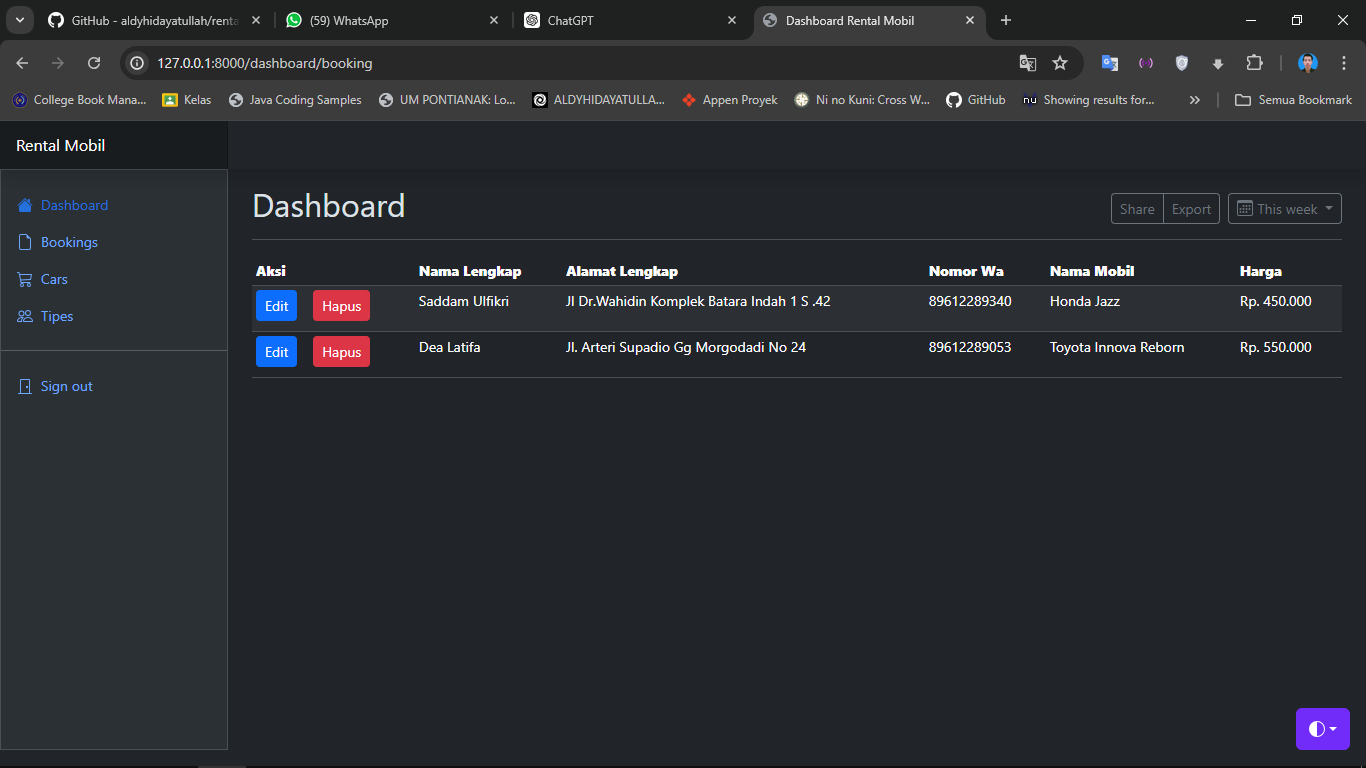 GitHub - aldyhidayatullah/renta
(59) WhatsApp
ChatGPT
Dashboard Rental Mobil
127.0.0.1:8000/dashboard/booking
College Book Mana...
Kelas
Java Coding Samples
UM PONTIANAK: Lo...
ALDYHIDAYATULLA...
Appen Proyek
Ni no Kuni: Cross W...
GitHub
Showing results for...
Semua Bookmark
Rental Mobil
Dashboard
Bookings
Cars
Tipes
Sign out
Dashboard
Share Export This week
Aksi Nama Lengkap Alamat Lengkap Nomor Wa Nama Mobil Harga
Edit Hapus Saddam Ulfikri Jl Dr.Wahidin Komplek Batara Indah 1 S .42 89612289340 Honda Jazz Rp. 450.000
Edit Hapus Dea Latifa Jl. Arteri Supadio Gg Morgodadi No 24 89612289053 Toyota Innova Reborn Rp. 550.000